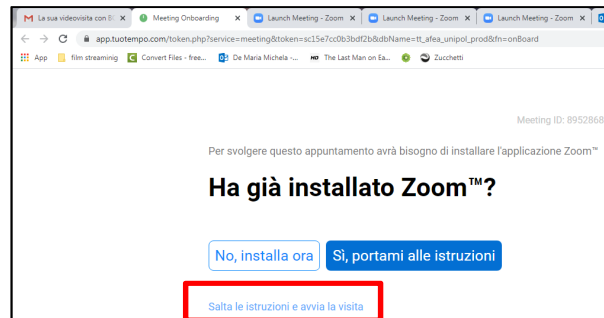 La sua videovisita con B
Meeting Onboarding
Launch Meeting - Zoom
Launch Meeting - Zoom
Launch Meeting - Zoom
app.tuotempo.com/token.php?service=meeting&token=sc15e7cc0b3bdf2b&dbName=tt_afea_unipol_prod&fn=onBoard
App
film streaminig
Convert Files - free...
De Maria Michela -...
HD The Last Man on Ea...
Zucchetti
Meeting ID: 8952868
Per svolgere questo appuntamento avrà bisogno di installare l'applicazione Zoom™
Ha già installato Zoom™?
No, installa ora
Sì, portami alle istruzioni
Salta le istruzioni e avvia la visita